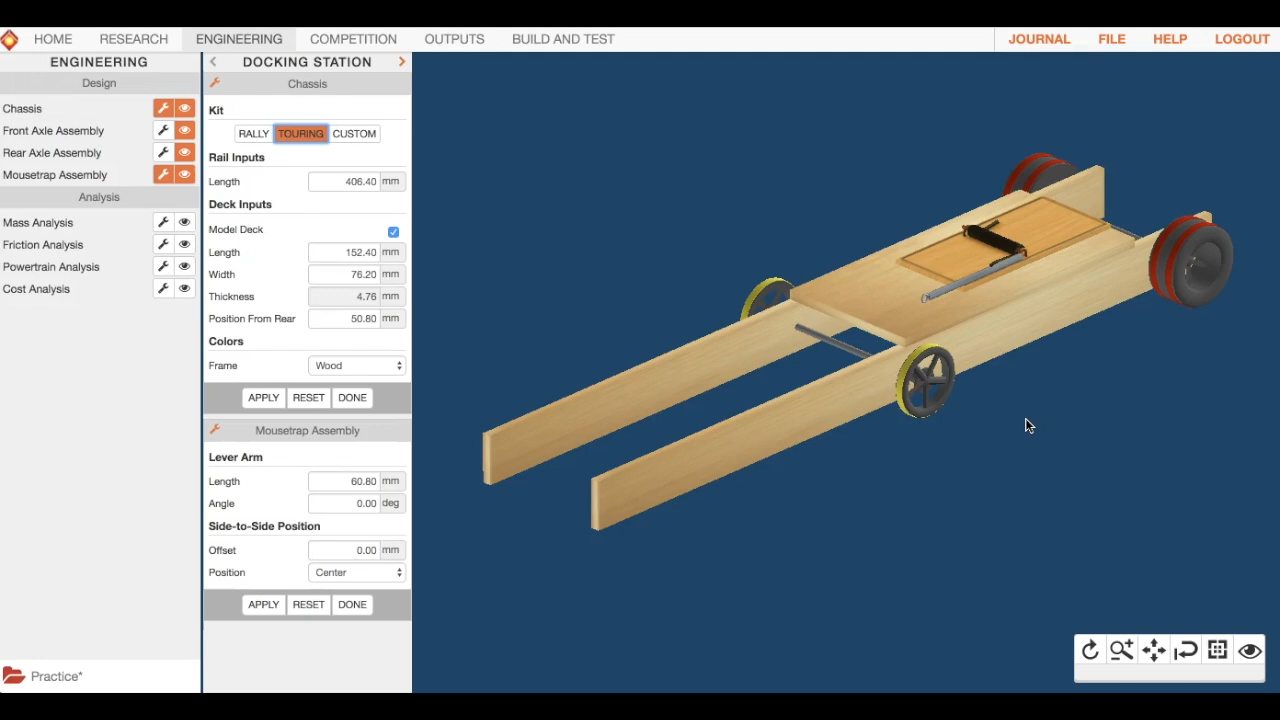 HOME RESEARCH ENGINEERING COMPETITION OUTPUTS BUILD AND TEST JOURNAL FILE HELP LOGOUT
ENGINEERING
Design
Chassis
Front Axle Assembly
Rear Axle Assembly
Mousetrap Assembly
Analysis
Mass Analysis
Friction Analysis
Powertrain Analysis
Cost Analysis
Practice*
DOCKING STATION
Chassis
Kit
RALLY TOURING CUSTOM
Rail Inputs
Length 406.40 mm
Deck Inputs
Model Deck
Length 152.40 mm
Width 76.20 mm
Thickness 4.76 mm
Position From Rear 50.80 mm
Colors
Frame Wood
APPLY RESET DONE
Mousetrap Assembly
Lever Arm
Length 60.80 mm
Angle 0.00 deg
Side-to-Side Position
Offset 0.00 mm
Position Center
APPLY RESET DONE